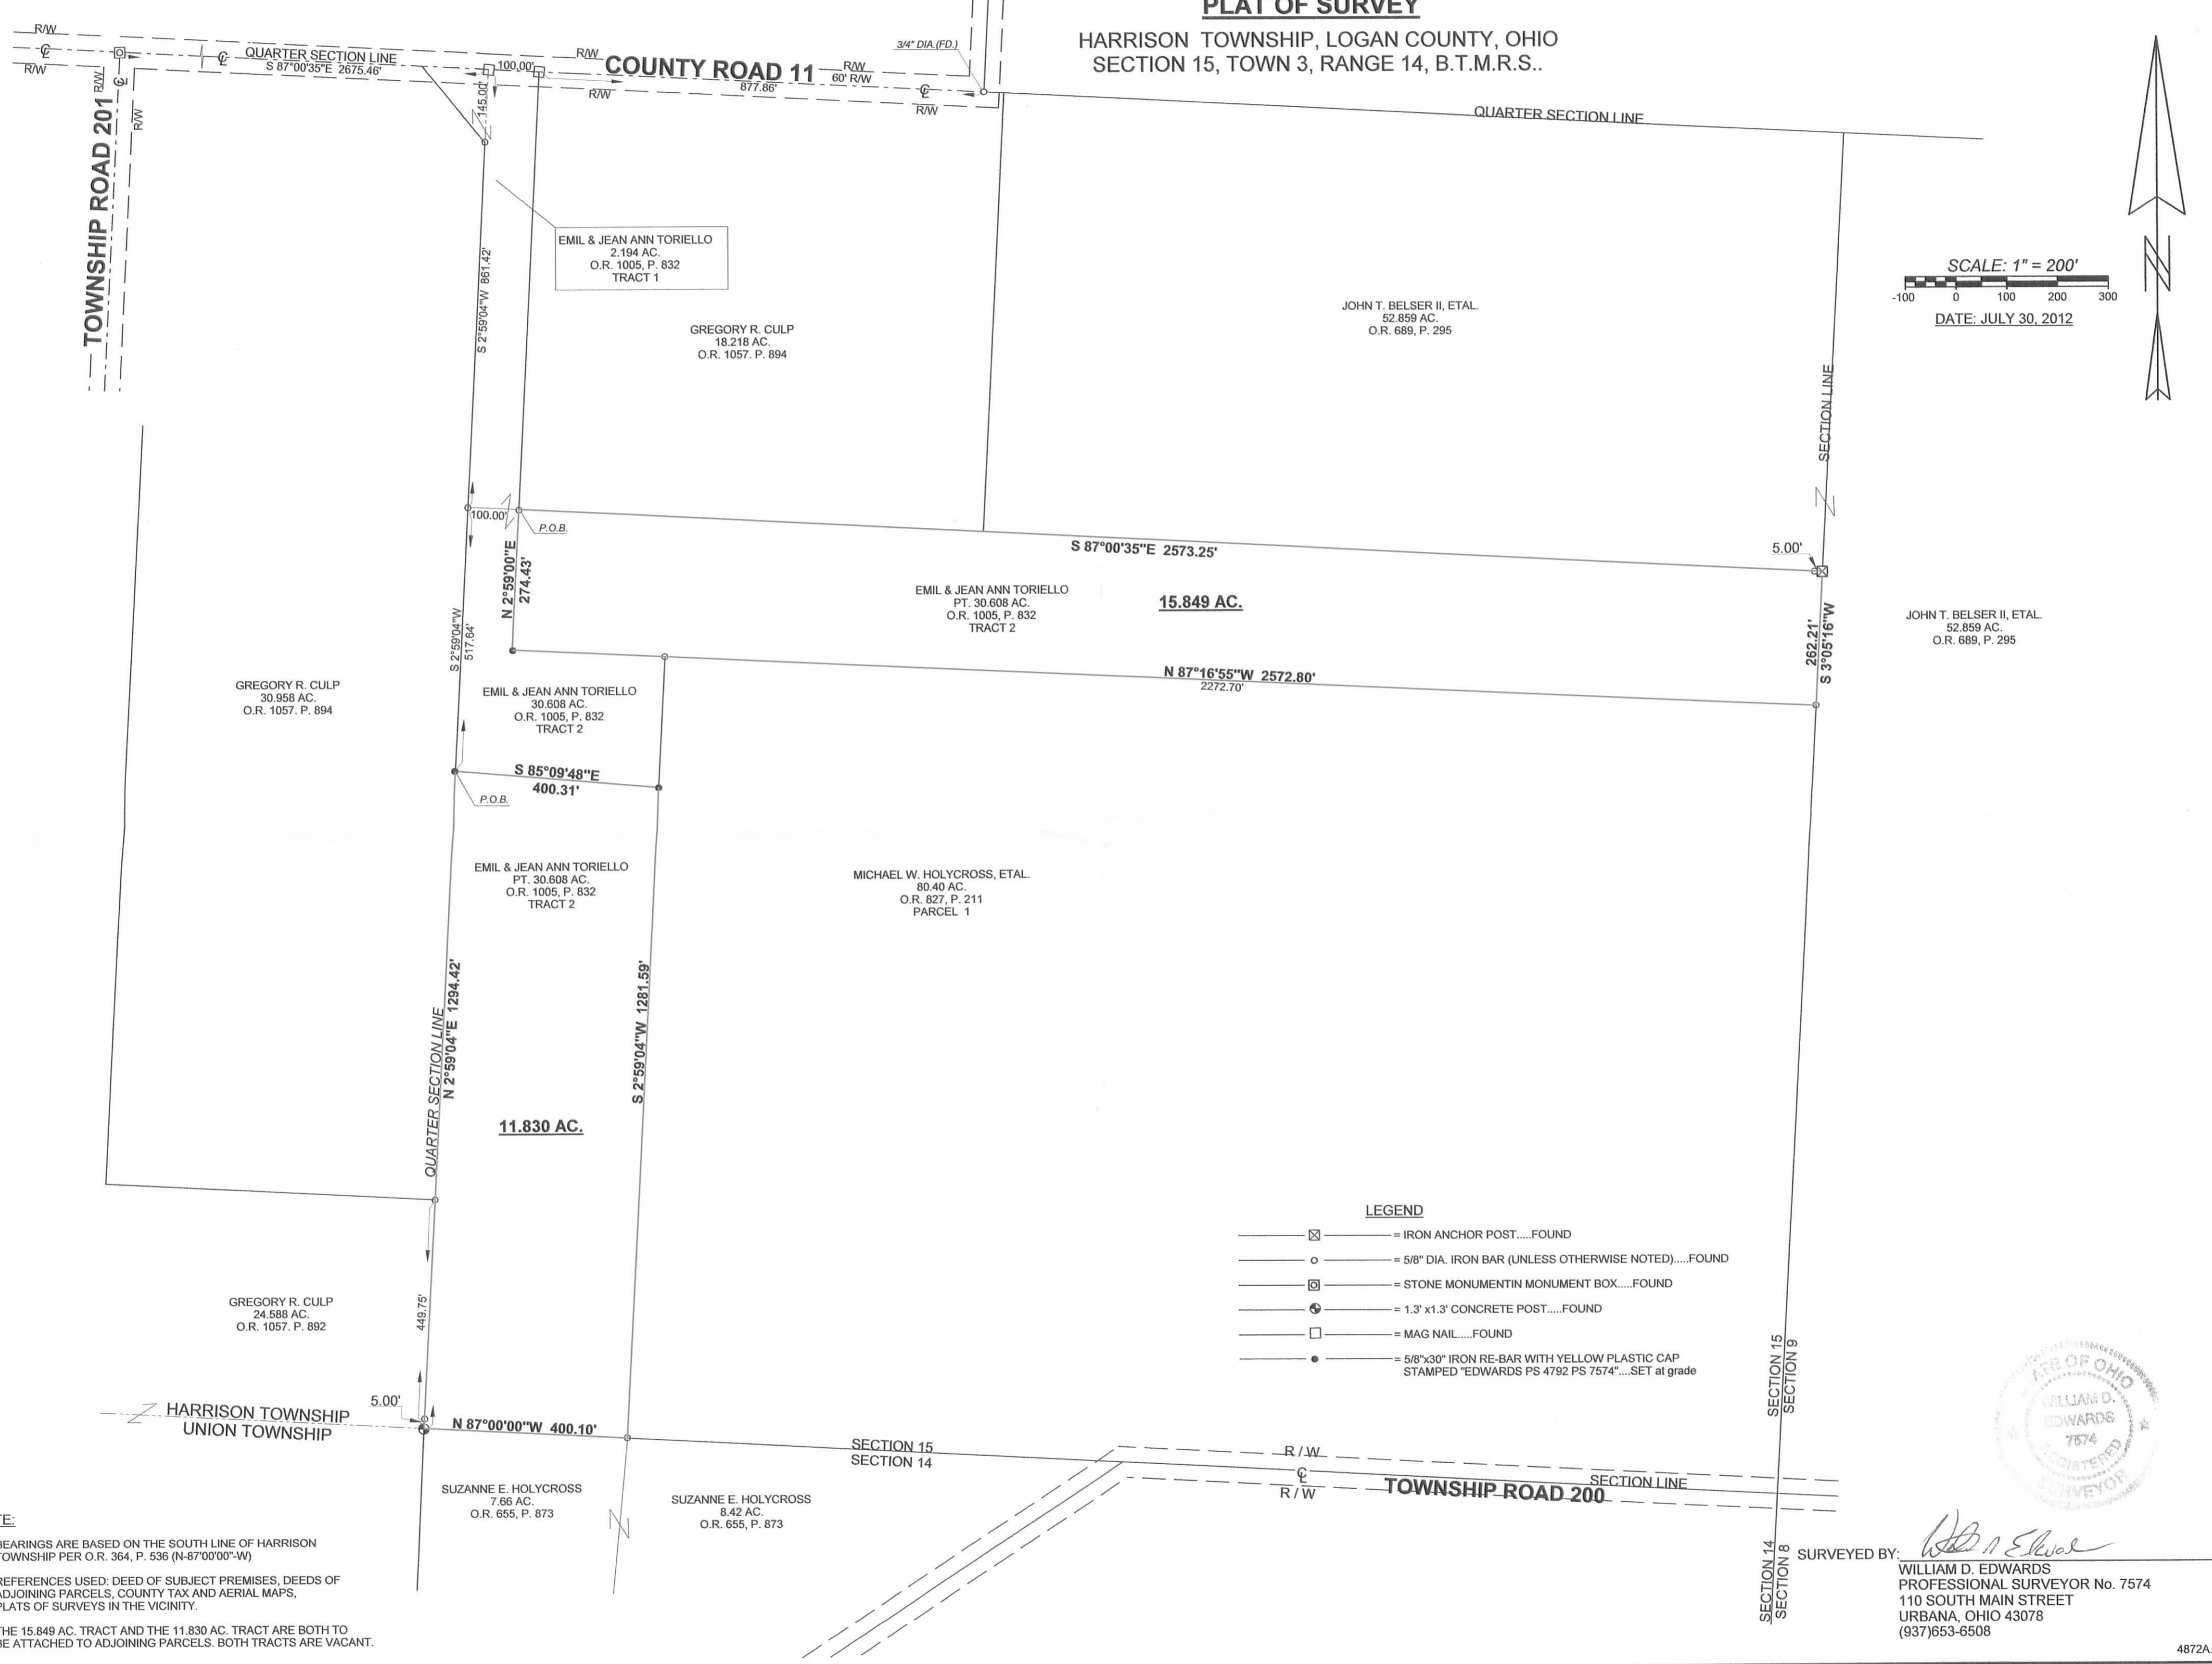 PLAT OF SURVEY
HARRISON TOWNSHIP, LOGAN COUNTY, OHIO
SECTION 15, TOWN 3, RANGE 14, B.T.M.R.S..
R/W
℄
R/W
℄
QUARTER SECTION LINE
S 87°00'35"E 2675.46'
100.00'
R/W
COUNTY ROAD 11
R/W
60' R/W
877.86'
R/W
℄
R/W
3/4" DIA.(FD.)
QUARTER SECTION LINE
TOWNSHIP ROAD 201
R/W
℄
R/W
145.00'
S 2°59'04"W 861.42'
EMIL & JEAN ANN TORIELLO
2.194 AC.
O.R. 1005, P. 832
TRACT 1
GREGORY R. CULP
18.218 AC.
O.R. 1057. P. 894
JOHN T. BELSER II, ETAL.
52.859 AC.
O.R. 689, P. 295
SCALE: 1" = 200'
-100 0 100 200 300
DATE: JULY 30, 2012
N
SECTION LINE
100.00'
P.O.B.
N 2°59'00"E
274.43'
S 87°00'35"E 2573.25'
5.00'
EMIL & JEAN ANN TORIELLO
PT. 30.608 AC.
O.R. 1005, P. 832
TRACT 2
15.849 AC.
262.21'
S 3°05'16"W
JOHN T. BELSER II, ETAL.
52.859 AC.
O.R. 689, P. 295
S 2°59'04"W
517.64'
N 87°16'55"W 2572.80'
2272.70'
GREGORY R. CULP
30.958 AC.
O.R. 1057. P. 894
EMIL & JEAN ANN TORIELLO
30.608 AC.
O.R. 1005, P. 832
TRACT 2
S 85°09'48"E
400.31'
P.O.B.
EMIL & JEAN ANN TORIELLO
PT. 30.608 AC.
O.R. 1005, P. 832
TRACT 2
MICHAEL W. HOLYCROSS, ETAL.
80.40 AC.
O.R. 827, P. 211
PARCEL 1
QUARTER SECTION LINE
N 2°59'04"E 1294.42'
S 2°59'04"W 1281.59'
11.830 AC.
GREGORY R. CULP
24.588 AC.
O.R. 1057. P. 892
449.75'
5.00'
HARRISON TOWNSHIP
UNION TOWNSHIP
N 87°00'00"W 400.10'
SECTION 15
SECTION 14
SUZANNE E. HOLYCROSS
7.66 AC.
O.R. 655, P. 873
SUZANNE E. HOLYCROSS
8.42 AC.
O.R. 655, P. 873
R / W
℄
R / W
TOWNSHIP ROAD 200
SECTION LINE
LEGEND
= IRON ANCHOR POST.....FOUND
= 5/8" DIA. IRON BAR (UNLESS OTHERWISE NOTED).....FOUND
= STONE MONUMENTIN MONUMENT BOX.....FOUND
= 1.3' x1.3' CONCRETE POST.....FOUND
= MAG NAIL.....FOUND
= 5/8"x30" IRON RE-BAR WITH YELLOW PLASTIC CAP
STAMPED "EDWARDS PS 4792 PS 7574"....SET at grade
SECTION 15
SECTION 9
SECTION 14
SECTION 8
ATE OF OHIO
WILLIAM D.
EDWARDS
7574
REGISTERED
SURVEYOR
SURVEYED BY:
WILLIAM D. EDWARDS
PROFESSIONAL SURVEYOR No. 7574
110 SOUTH MAIN STREET
URBANA, OHIO 43078
(937)653-6508
4872A
TE:
BEARINGS ARE BASED ON THE SOUTH LINE OF HARRISON
TOWNSHIP PER O.R. 364, P. 536 (N-87'00'00"-W)
REFERENCES USED: DEED OF SUBJECT PREMISES, DEEDS OF
ADJOINING PARCELS, COUNTY TAX AND AERIAL MAPS,
PLATS OF SURVEYS IN THE VICINITY.
THE 15.849 AC. TRACT AND THE 11.830 AC. TRACT ARE BOTH TO
BE ATTACHED TO ADJOINING PARCELS. BOTH TRACTS ARE VACANT.